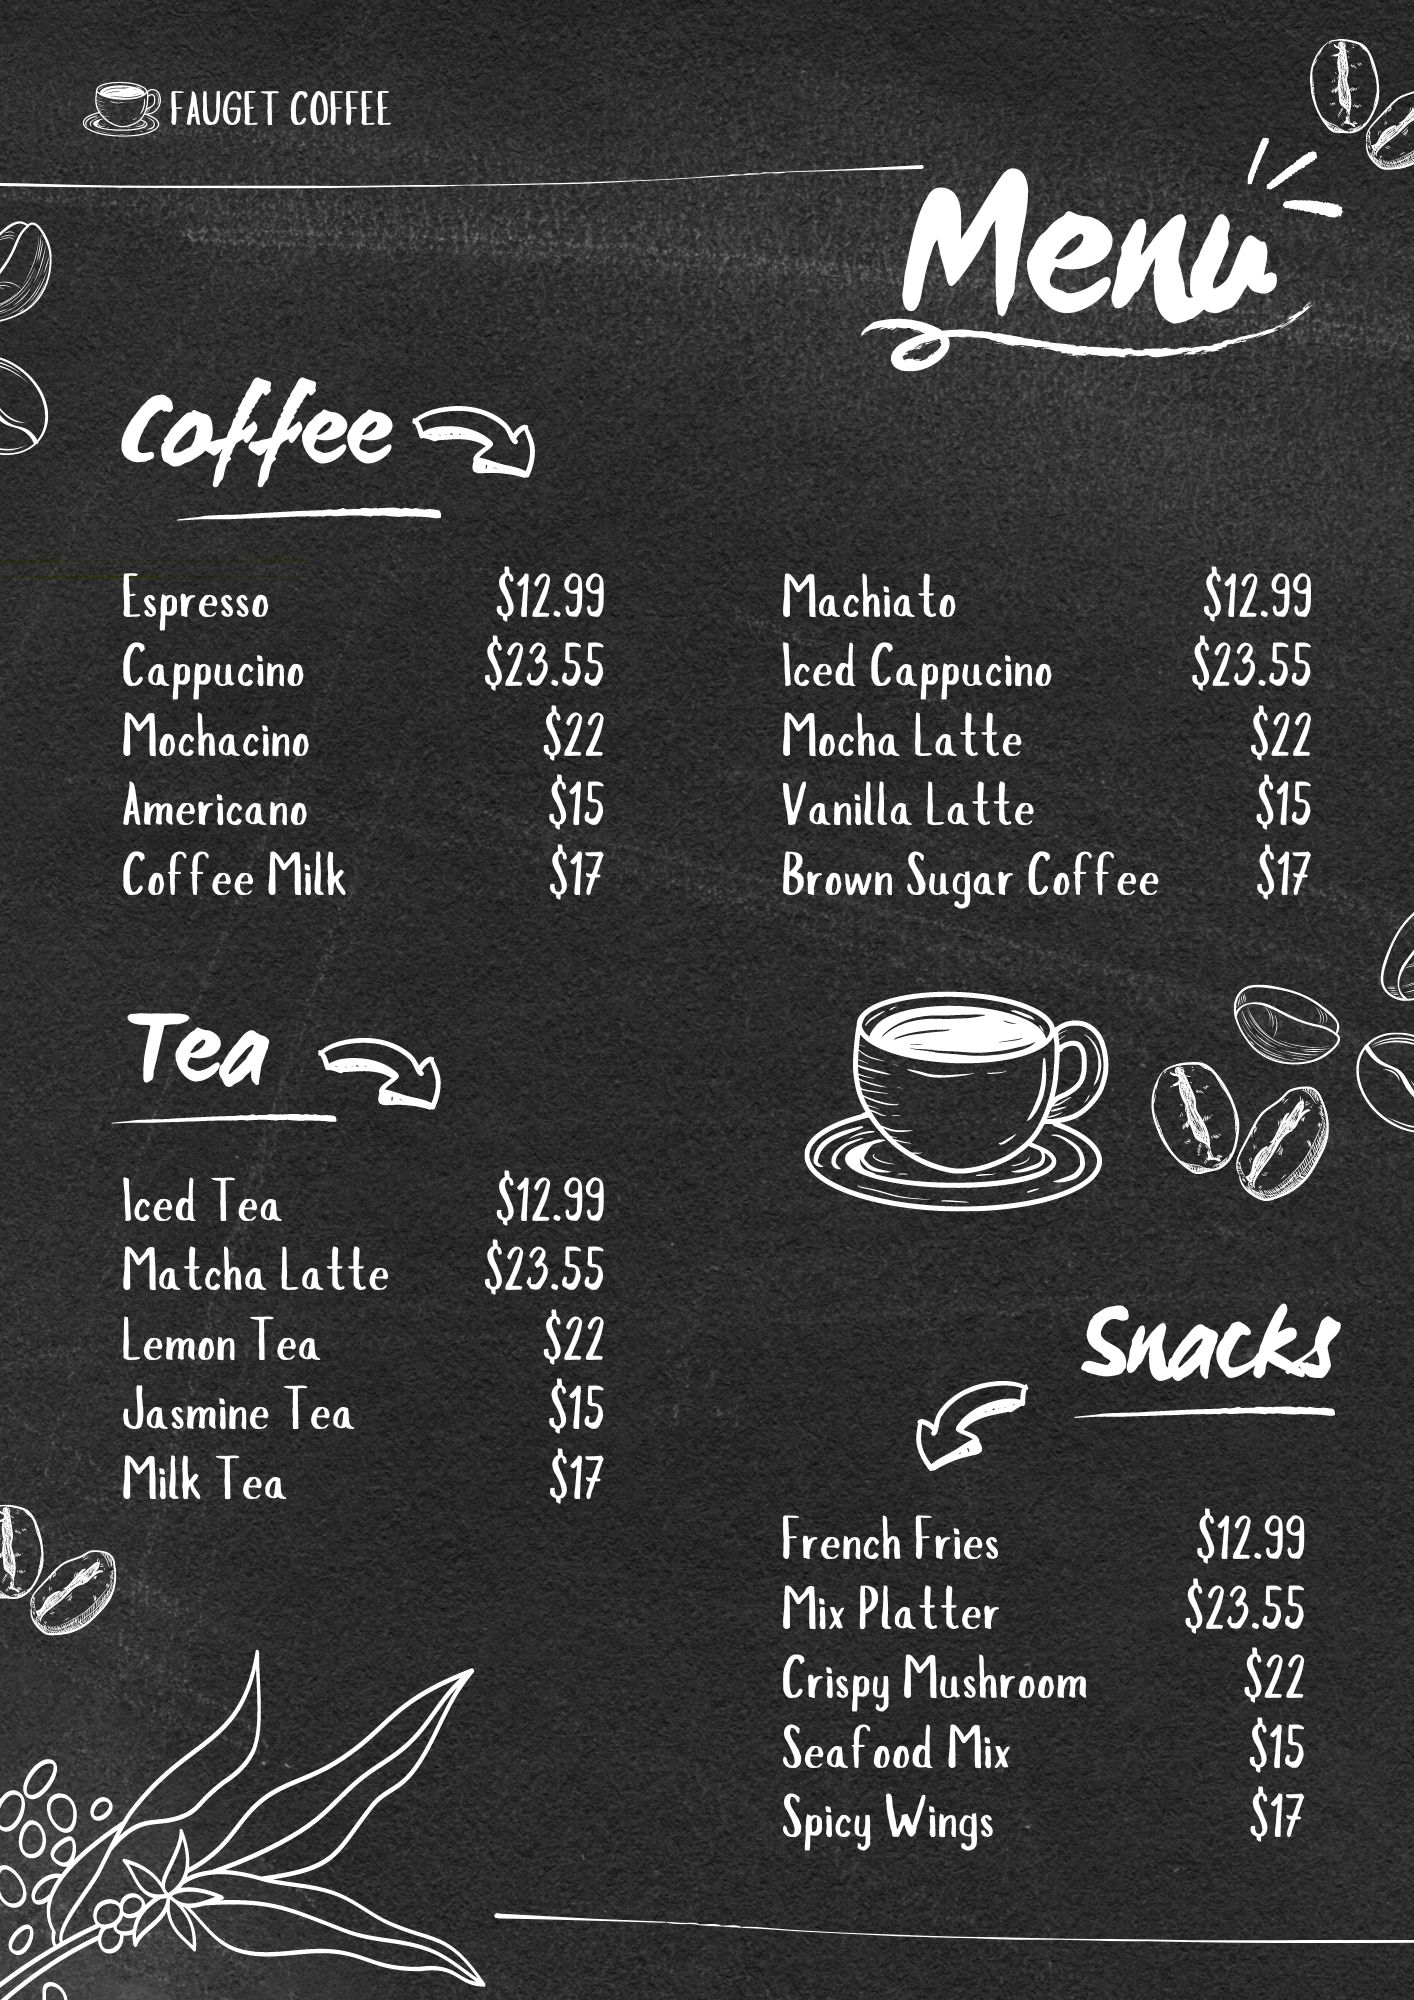 FAUGET COFFEE
Menu
Coffee
Espresso $12.99
Cappucino $23.55
Mochacino $22
Americano $15
Coffee Milk $17
Machiato $12.99
Iced Cappucino $23.55
Mocha Latte $22
Vanilla Latte $15
Brown Sugar Coffee $17
Tea
Iced Tea $12.99
Matcha Latte $23.55
Lemon Tea $22
Jasmine Tea $15
Milk Tea $17
Snacks
French Fries $12.99
Mix Platter $23.55
Crispy Mushroom $22
Seafood Mix $15
Spicy Wings $17